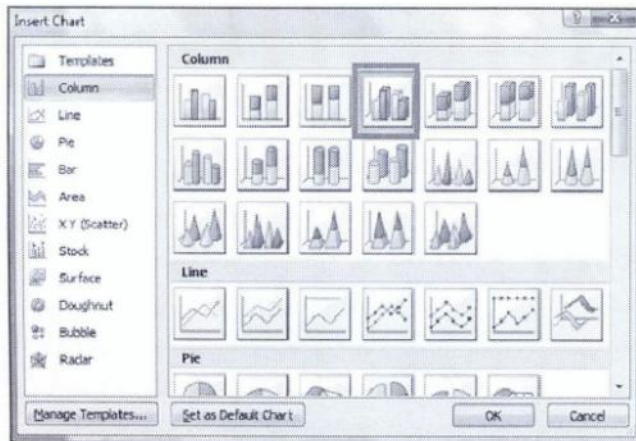 Insert Chart
Templates
Column
Line
Pie
Bar
Area
X Y (Scatter)
Stock
Surface
Doughnut
Bubble
Radar
Column
Line
Pie
Manage Templates...
Set as Default Chart
OK
Cancel